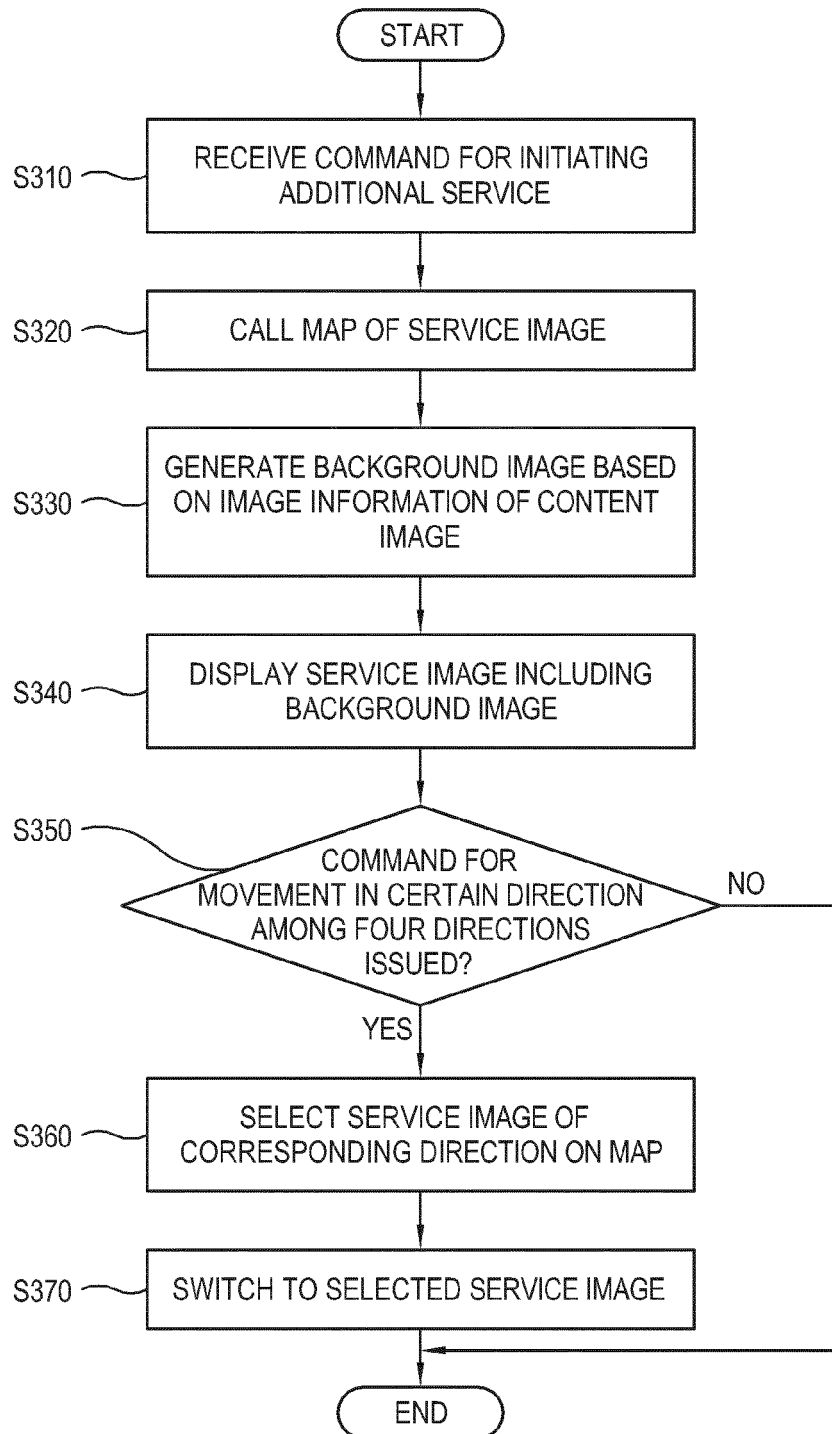 START
S310
RECEIVE COMMAND FOR INITIATING
ADDITIONAL SERVICE
S320
CALL MAP OF SERVICE IMAGE
S330
GENERATE BACKGROUND IMAGE BASED
ON IMAGE INFORMATION OF CONTENT
IMAGE
S340
DISPLAY SERVICE IMAGE INCLUDING
BACKGROUND IMAGE
S350
COMMAND FOR
MOVEMENT IN CERTAIN DIRECTION
AMONG FOUR DIRECTIONS
ISSUED?
NO
YES
S360
SELECT SERVICE IMAGE OF
CORRESPONDING DIRECTION ON MAP
S370
SWITCH TO SELECTED SERVICE IMAGE
END